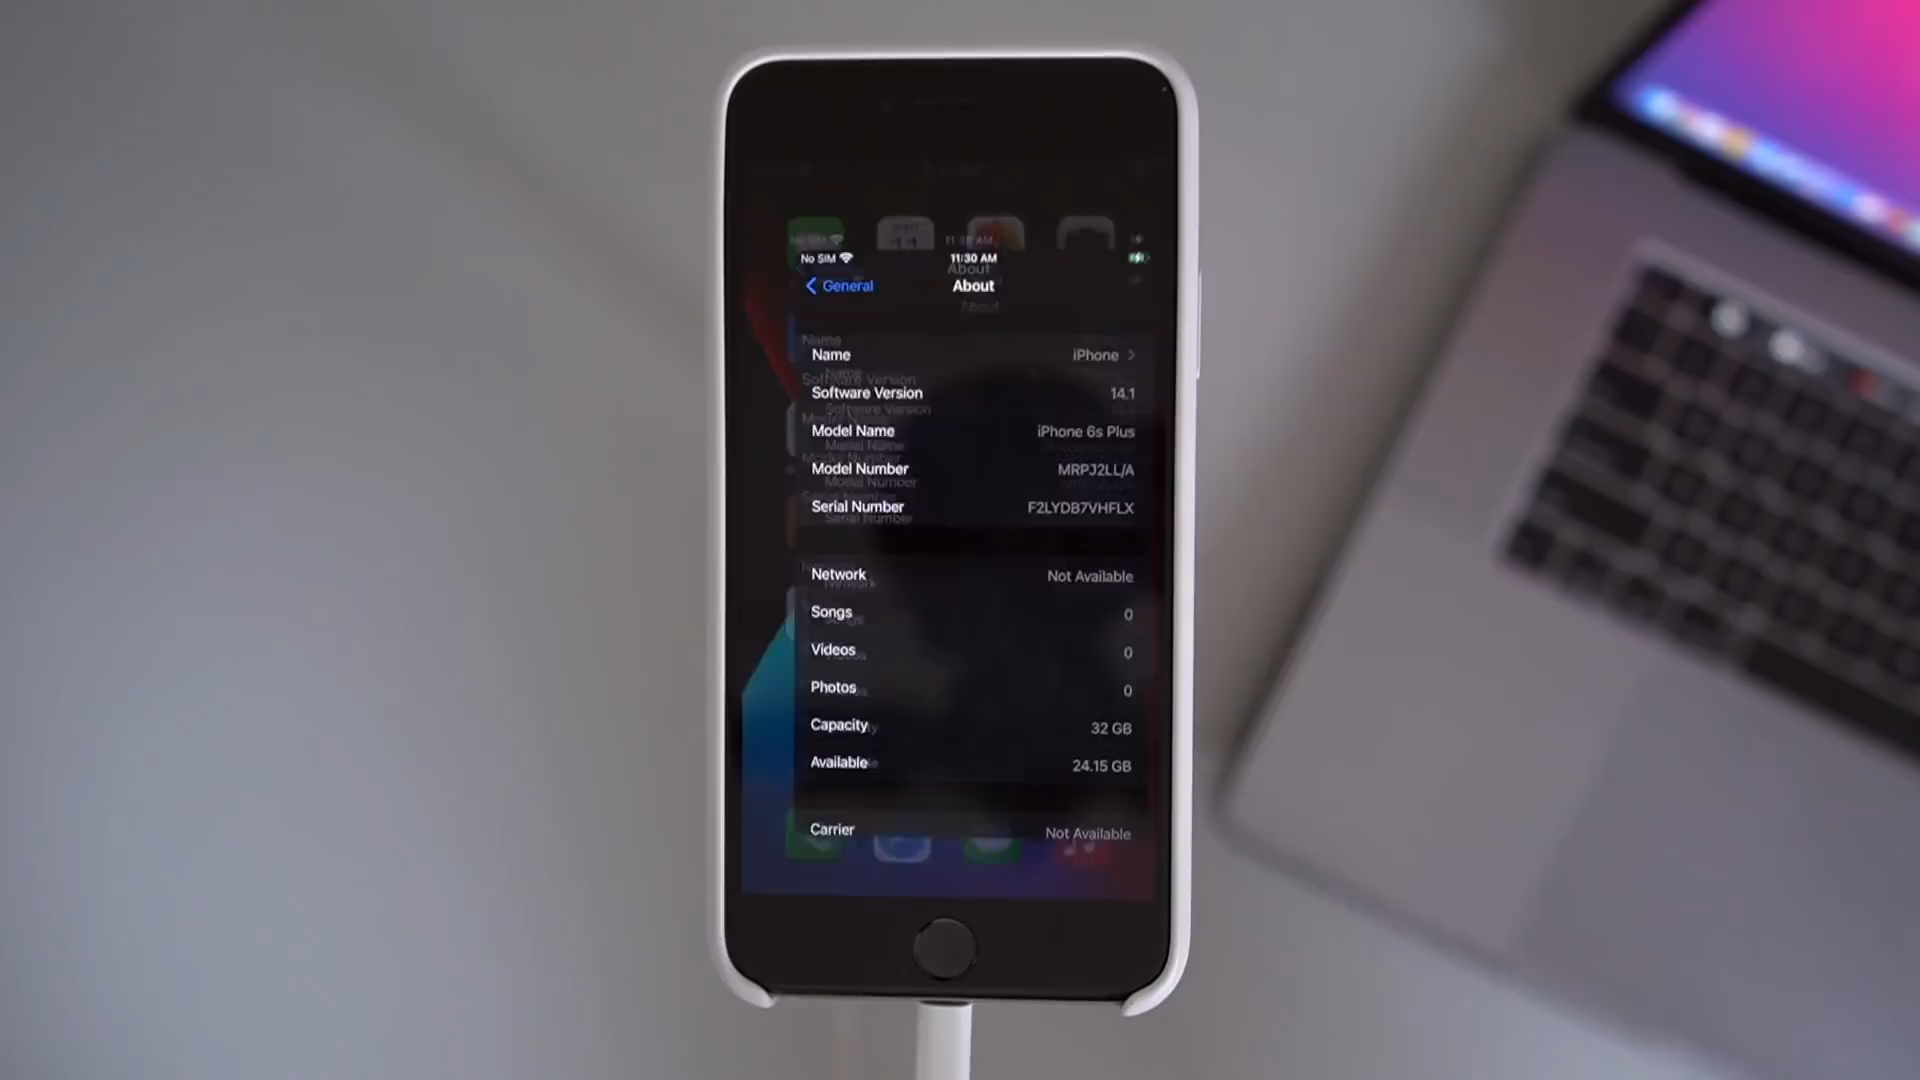 No SIM 11:30 AM
General About
Name iPhone
Software Version 14.1
Model Name iPhone 6s Plus
Model Number MRPJ2LL/A
Serial Number F2LYDB7VHFLX
Network Not Available
Songs 0
Videos 0
Photos 0
Capacity 32 GB
Available 24.15 GB
Carrier Not Available